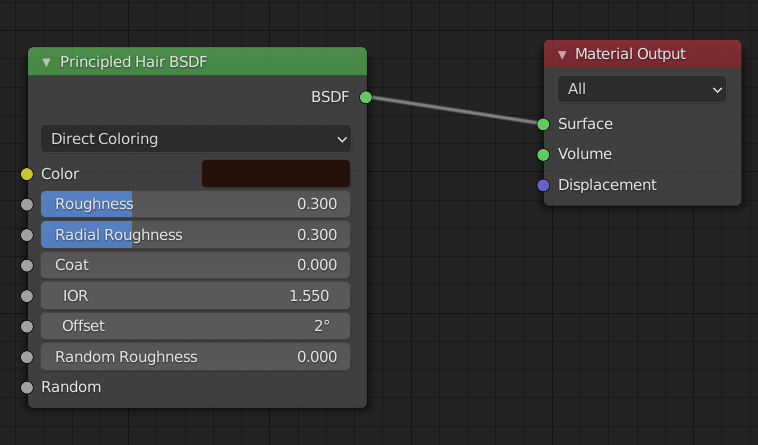 Principled Hair BSDF
BSDF
Direct Coloring
Color
Roughness 0.300
Radial Roughness 0.300
Coat 0.000
IOR 1.550
Offset 2°
Random Roughness 0.000
Random
Material Output
All
Surface
Volume
Displacement